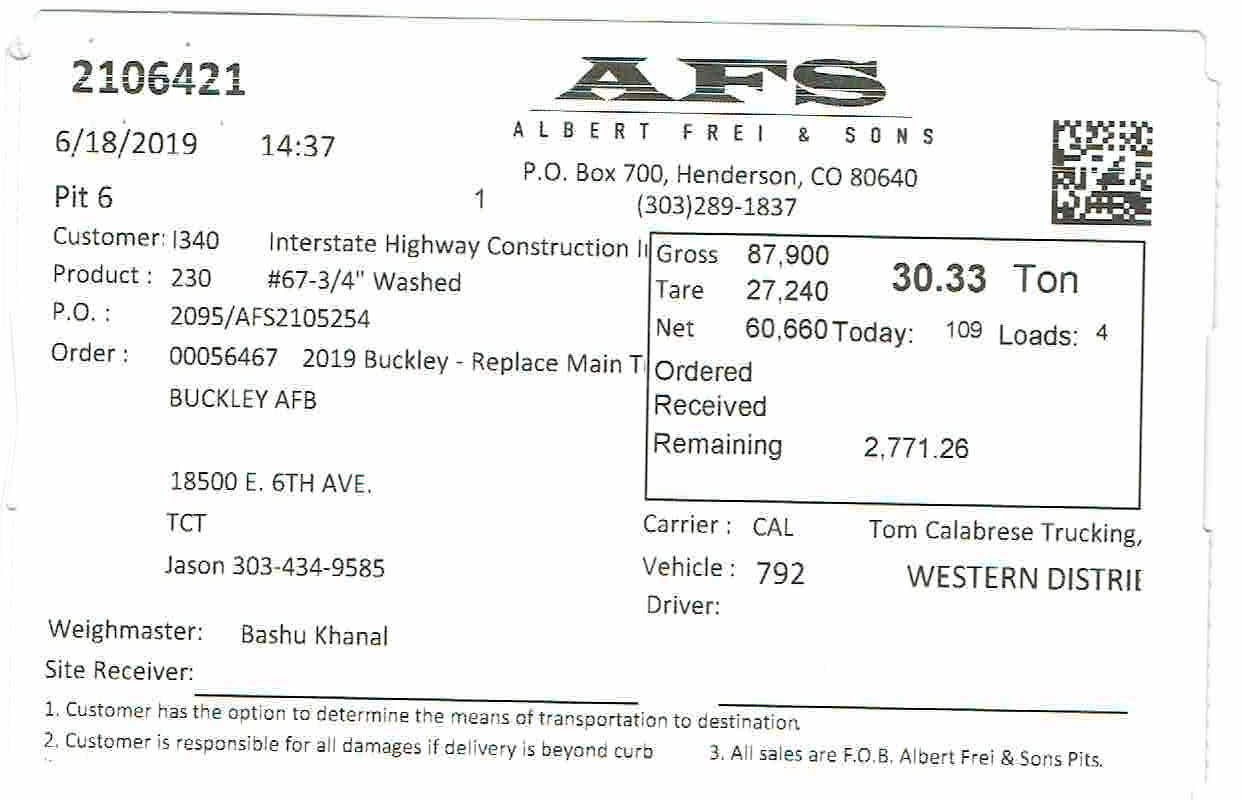 2106421
AFS
ALBERT FREI & SONS
6/18/2019 14:37
P.O. Box 700, Henderson, CO 80640
Pit 6 1 (303)289-1837
Customer: I340 Interstate Highway Construction I
Product : 230 #67-3/4" Washed
P.O. : 2095/AFS2105254
Order : 00056467 2019 Buckley - Replace Main T
BUCKLEY AFB
18500 E. 6TH AVE.
TCT
Jason 303-434-9585
Gross 87,900 30.33 Ton
Tare 27,240
Net 60,660 Today: 109 Loads: 4
Ordered
Received
Remaining 2,771.26
Carrier : CAL Tom Calabrese Trucking,
Vehicle : 792 WESTERN DISTRI
Driver:
Weighmaster: Bashu Khanal
Site Receiver:
1. Customer has the option to determine the means of transportation to destination.
2. Customer is responsible for all damages if delivery is beyond curb 3. All sales are F.O.B. Albert Frei & Sons Pits.